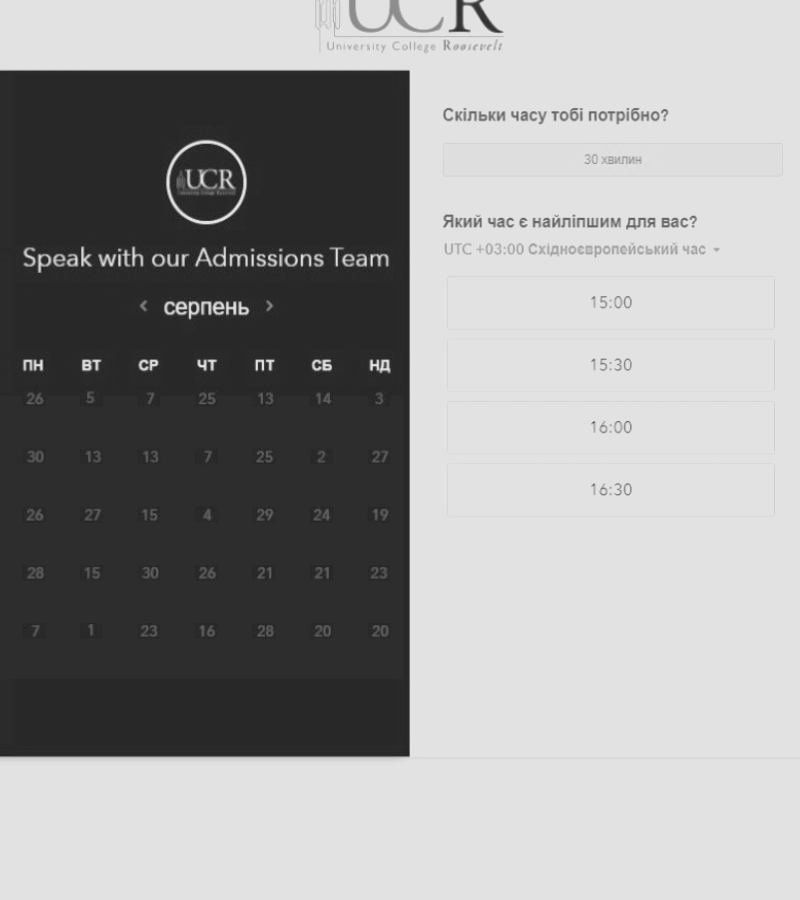 UCR
University College Roosevelt
UCR
Speak with our Admissions Team
серпень
ПН ВТ СР ЧТ ПТ СБ НД
26 5 7 25 13 14 3
30 13 13 7 25 2 27
26 27 15 4 29 24 19
28 15 30 26 21 21 23
7 1 23 16 28 20 20
Скільки часу тобі потрібно?
30 хвилин
Який час є найліпшим для вас?
UTC +03:00 Східноєвропейський час
15:00
15:30
16:00
16:30